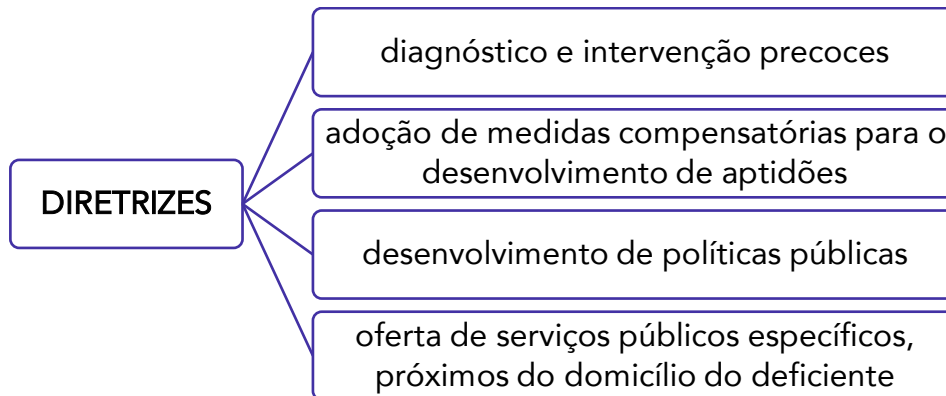 DIRETRIZES
diagnóstico e intervenção precoces
adoção de medidas compensatórias para o
desenvolvimento de aptidões
desenvolvimento de políticas públicas
oferta de serviços públicos específicos,
próximos do domicílio do deficiente